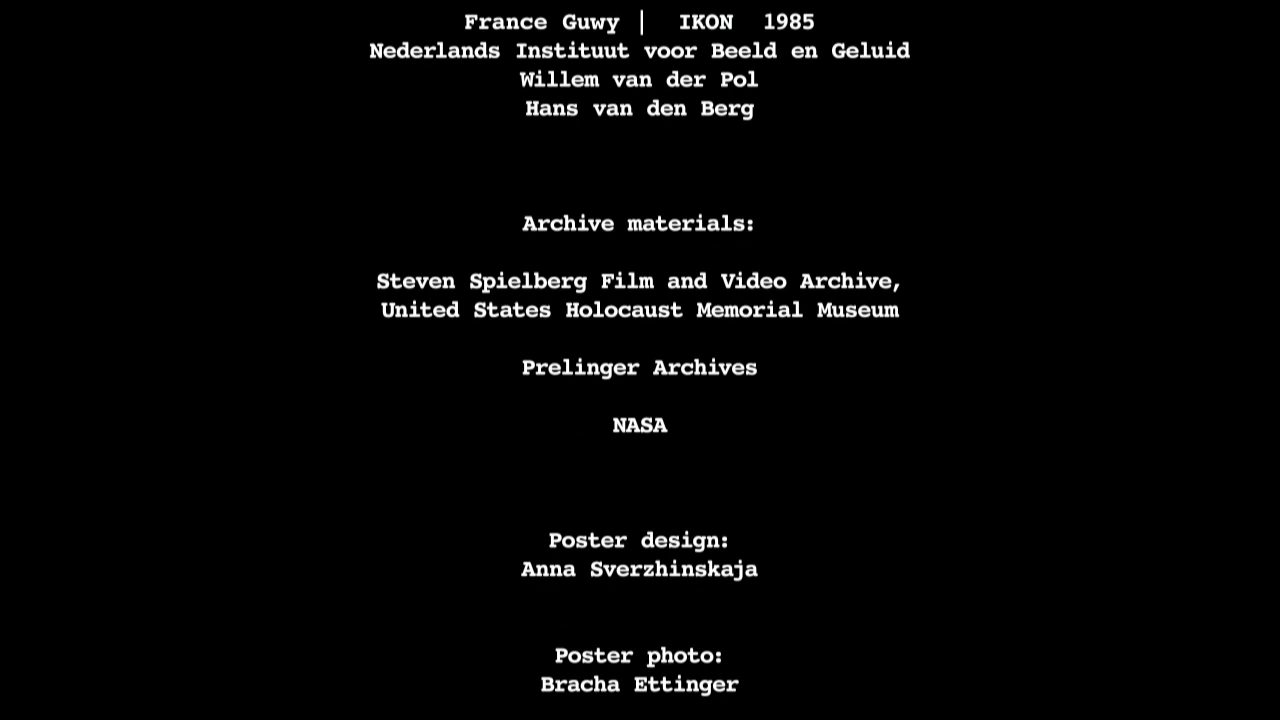 France Guwy | IKON 1985
Nederlands Instituut voor Beeld en Geluid
Willem van der Pol
Hans van den Berg
Archive materials:
Steven Spielberg Film and Video Archive,
United States Holocaust Memorial Museum
Prelinger Archives
NASA
Poster design:
Anna Sverzhinskaja
Poster photo:
Bracha Ettinger